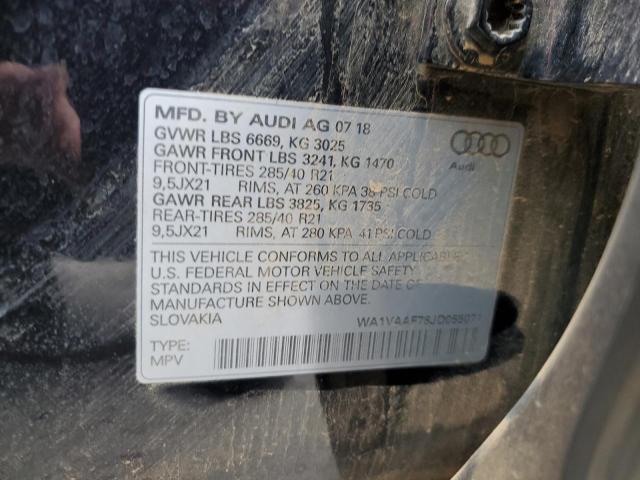 MFD. BY AUDI AG 07 18
GVWR LBS 6669, KG 3025
GAWR FRONT LBS 3241, KG 1470
FRONT-TIRES 285/40 R21
9,5JX21 RIMS, AT 260 KPA 38 PSI COLD
GAWR REAR LBS 3825, KG 1735
REAR-TIRES 285/40 R21
9,5JX21 RIMS, AT 280 KPA 41 PSI COLD
Audi
THIS VEHICLE CONFORMS TO ALL APPLICABLE
U.S. FEDERAL MOTOR VEHICLE SAFETY
STANDARDS IN EFFECT ON THE DATE OF
MANUFACTURE SHOWN ABOVE.
SLOVAKIA
TYPE:
MPV